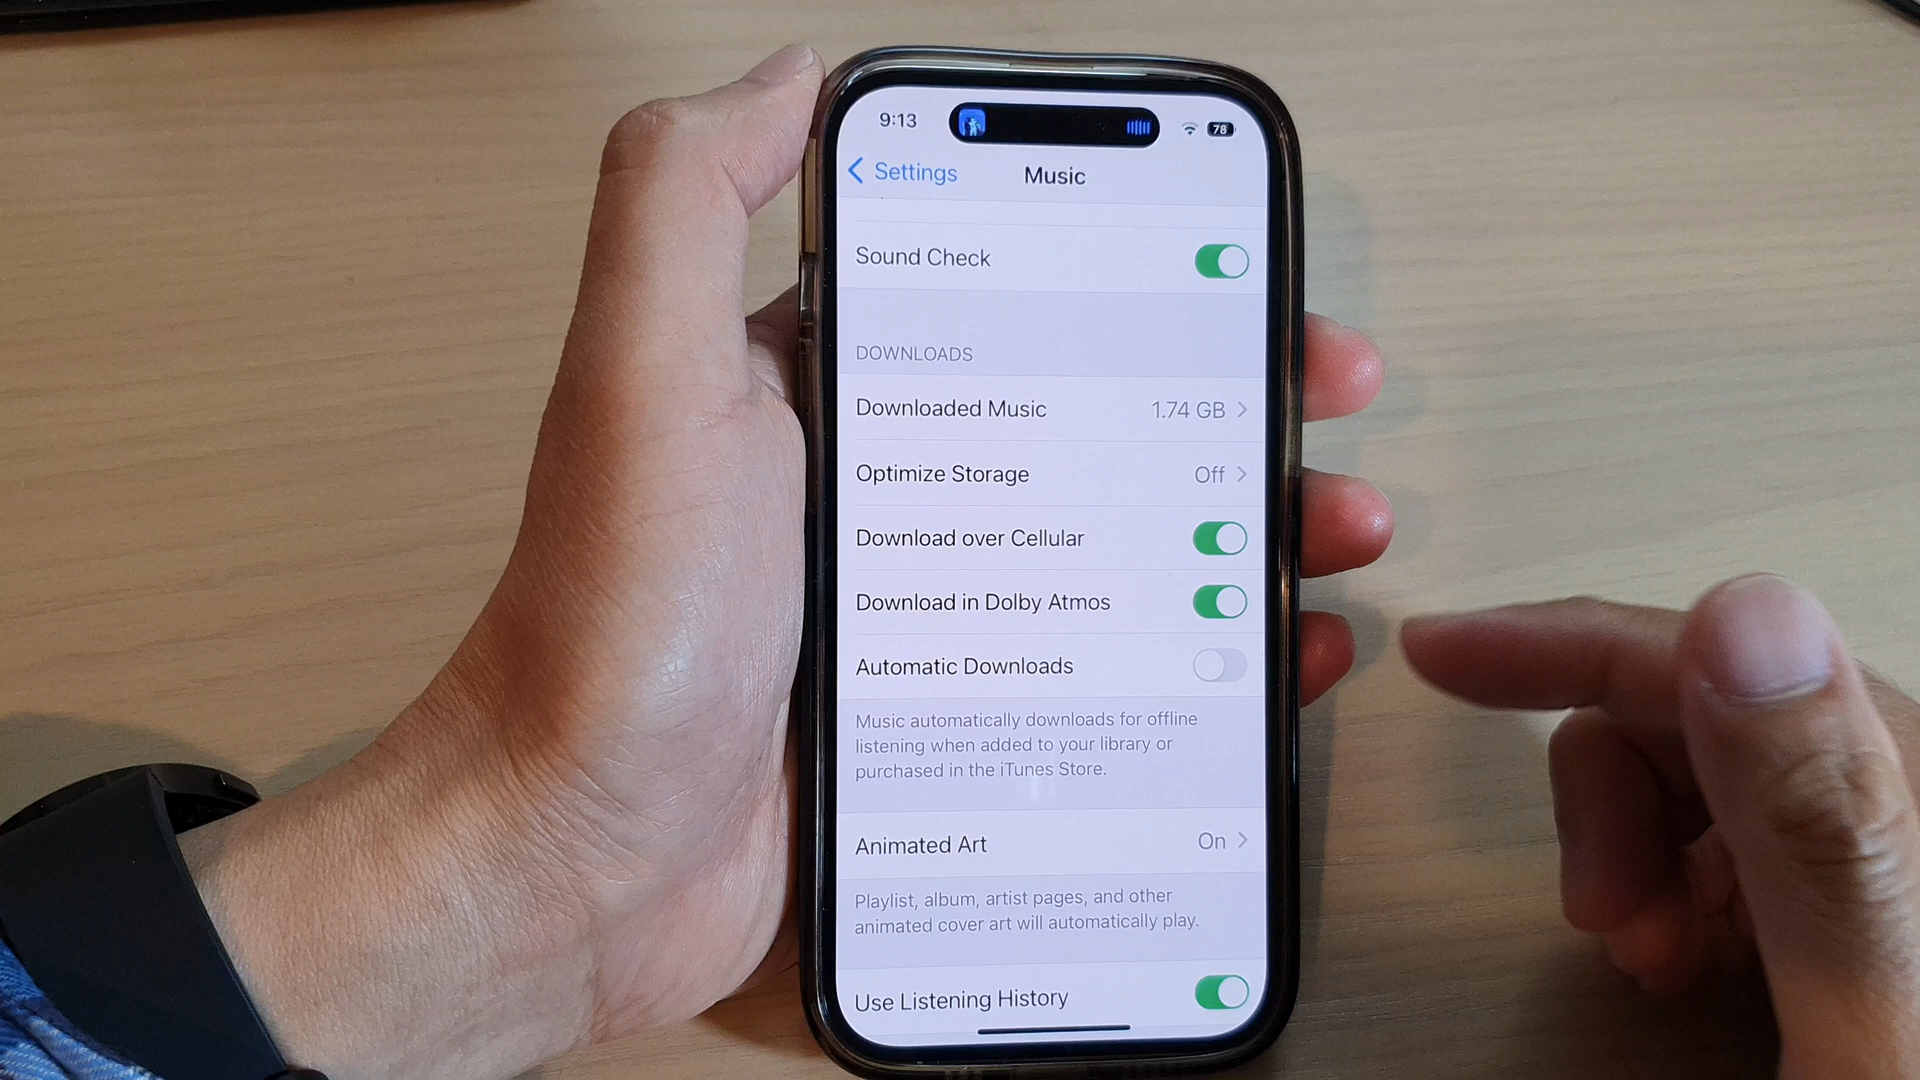 9:13
78
Settings
Music
Sound Check
DOWNLOADS
Downloaded Music 1.74 GB
Optimize Storage Off
Download over Cellular
Download in Dolby Atmos
Automatic Downloads
Music automatically downloads for offline
listening when added to your library or
purchased in the iTunes Store.
Animated Art On
Playlist, album, artist pages, and other
animated cover art will automatically play.
Use Listening History